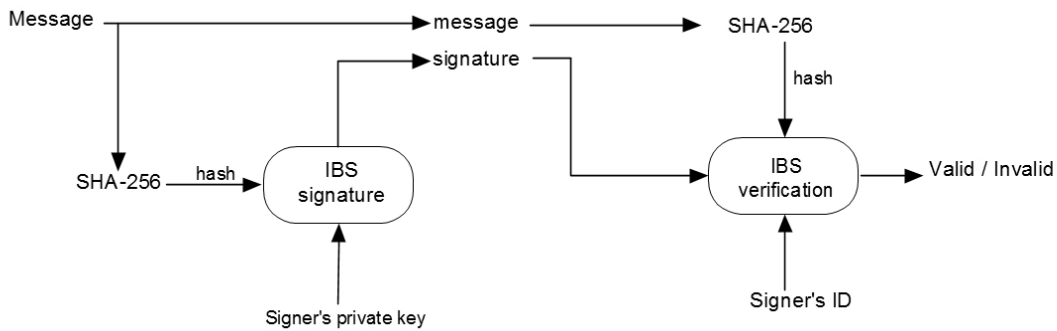 Message
message
SHA-256
signature
hash
SHA-256
hash
IBS
signature
IBS
verification
Valid / Invalid
Signer's private key
Signer's ID